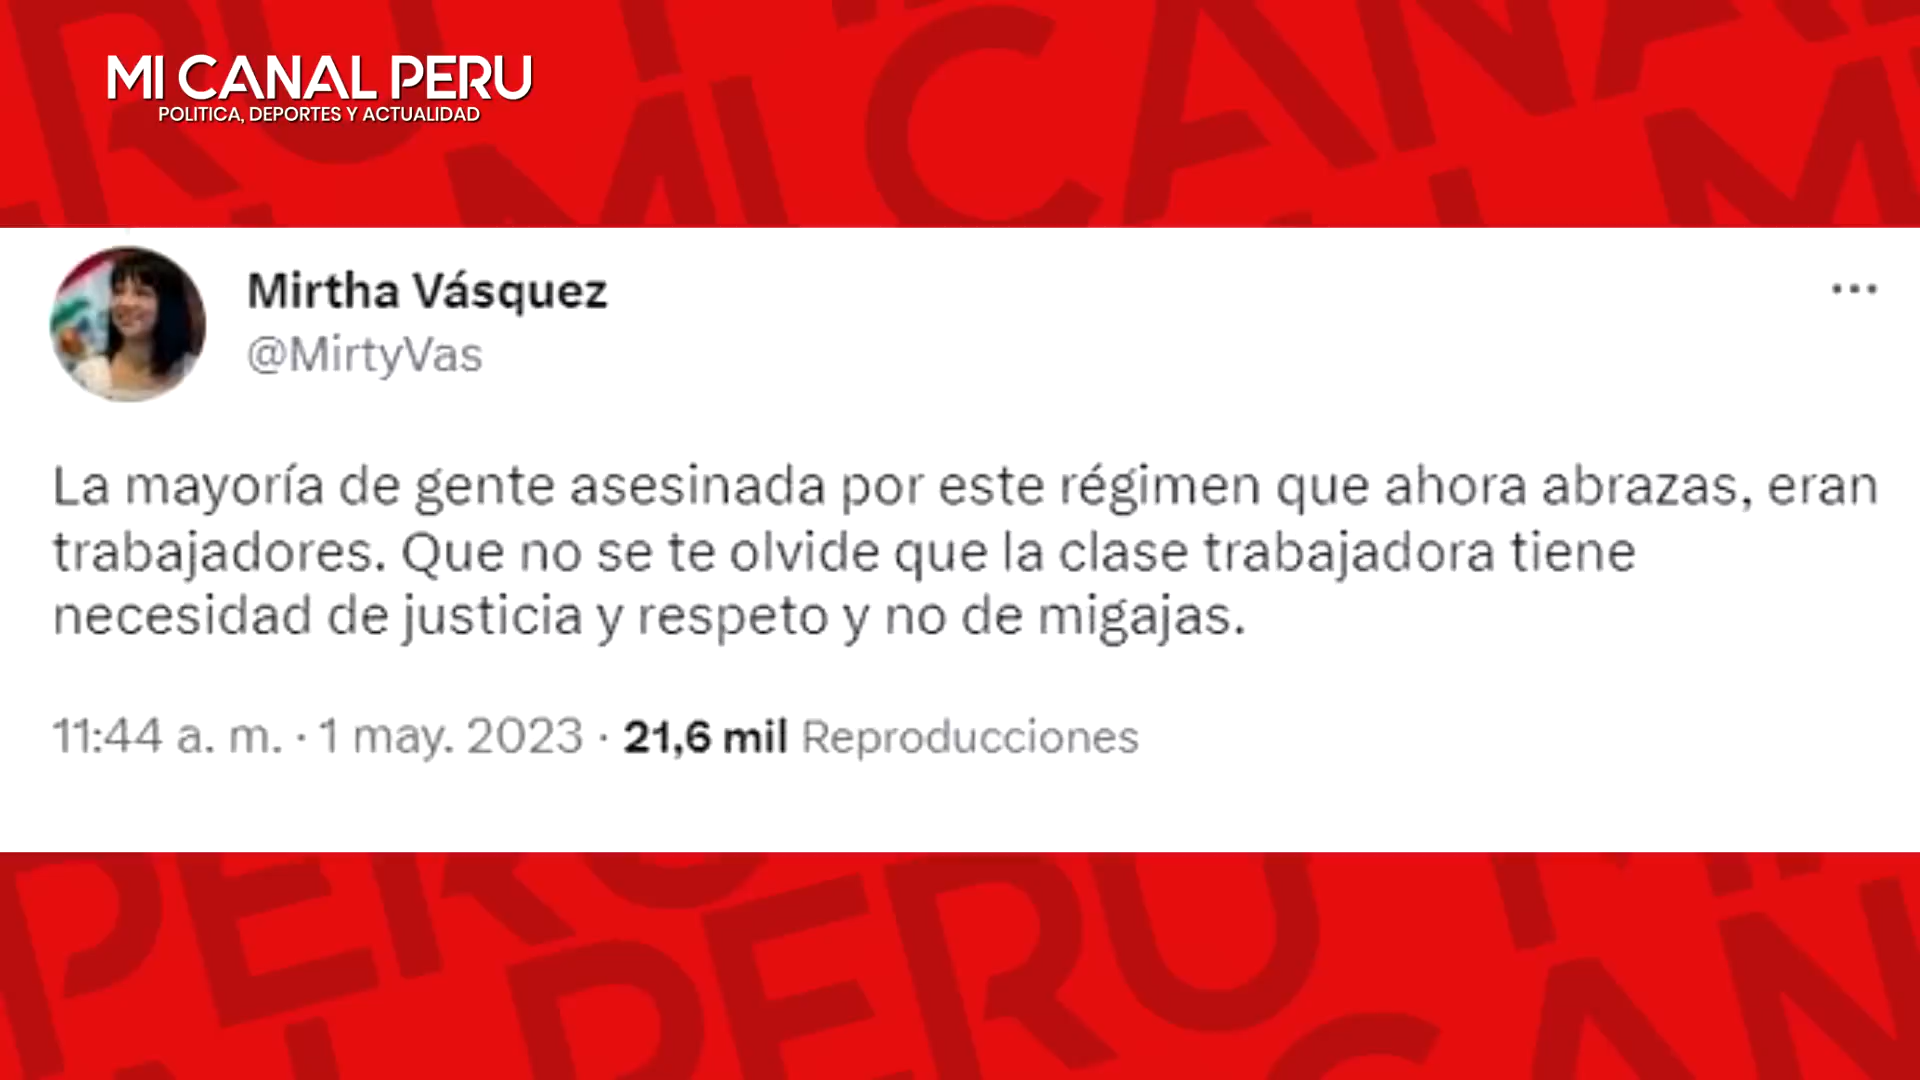 MI CANAL PERU
POLITICA, DEPORTES Y ACTUALIDAD
Mirtha Vásquez
@MirtyVas
La mayoría de gente asesinada por este régimen que ahora abrazas, eran
trabajadores. Que no se te olvide que la clase trabajadora tiene
necesidad de justicia y respeto y no de migajas.
11:44 a. m. · 1 may. 2023 · 21,6 mil Reproducciones